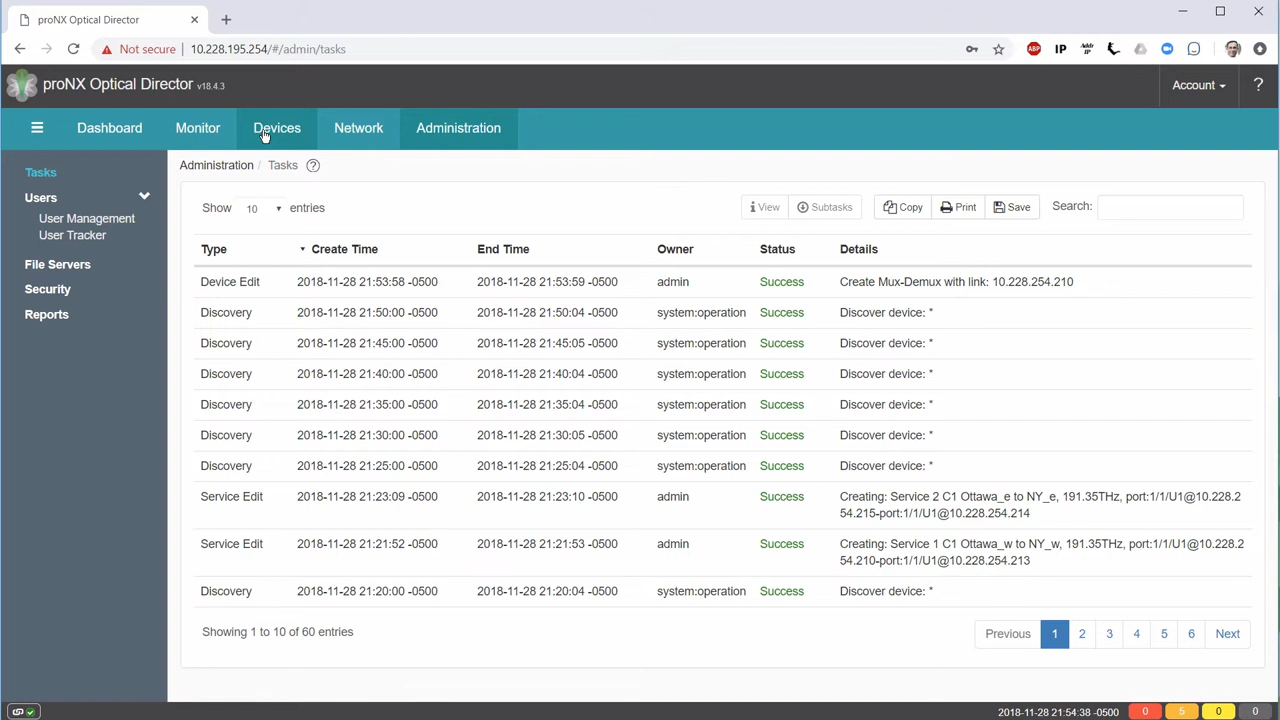 proNX Optical Director
Not secure 10.228.195.254/#/admin/tasks
ABP IP Addr IP
proNX Optical Director v18.4.3
Account ?
Dashboard Monitor Devices Network Administration
Tasks
Users
User Management
User Tracker
File Servers
Security
Reports
Administration / Tasks ?
Show 10 entries
View Subtasks Copy Print Save Search:
Type Create Time End Time Owner Status Details
Device Edit 2018-11-28 21:53:58 -0500 2018-11-28 21:53:59 -0500 admin Success Create Mux-Demux with link: 10.228.254.210
Discovery 2018-11-28 21:50:00 -0500 2018-11-28 21:50:04 -0500 system:operation Success Discover device: *
Discovery 2018-11-28 21:45:00 -0500 2018-11-28 21:45:05 -0500 system:operation Success Discover device: *
Discovery 2018-11-28 21:40:00 -0500 2018-11-28 21:40:04 -0500 system:operation Success Discover device: *
Discovery 2018-11-28 21:35:00 -0500 2018-11-28 21:35:04 -0500 system:operation Success Discover device: *
Discovery 2018-11-28 21:30:00 -0500 2018-11-28 21:30:05 -0500 system:operation Success Discover device: *
Discovery 2018-11-28 21:25:00 -0500 2018-11-28 21:25:04 -0500 system:operation Success Discover device: *
Service Edit 2018-11-28 21:23:09 -0500 2018-11-28 21:23:10 -0500 admin Success Creating: Service 2 C1 Ottawa_e to NY_e, 191.35THz, port:1/1/U1@10.228.2
54.215-port:1/1/U1@10.228.254.214
Service Edit 2018-11-28 21:21:52 -0500 2018-11-28 21:21:53 -0500 admin Success Creating: Service 1 C1 Ottawa_w to NY_w, 191.35THz, port:1/1/U1@10.228.2
54.210-port:1/1/U1@10.228.254.213
Discovery 2018-11-28 21:20:00 -0500 2018-11-28 21:20:04 -0500 system:operation Success Discover device: *
Showing 1 to 10 of 60 entries
Previous 1 2 3 4 5 6 Next
2018-11-28 21:54:38 -0500 0 5 0 0